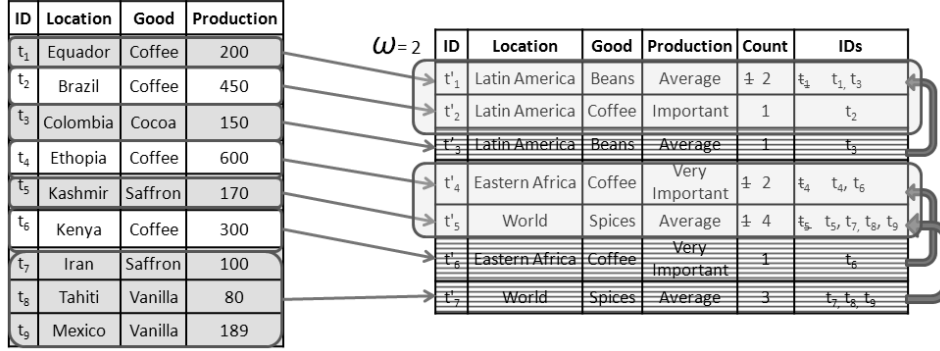 ID Location Good Production
t1 Equador Coffee 200
t2 Brazil Coffee 450
t3 Colombia Cocoa 150
t4 Ethopia Coffee 600
t5 Kashmir Saffron 170
t6 Kenya Coffee 300
t7 Iran Saffron 100
t8 Tahiti Vanilla 80
t9 Mexico Vanilla 189
ω = 2
ID Location Good Production Count IDs
t'1 Latin America Beans Average 1 2 t1 t1, t3
t'2 Latin America Coffee Important 1 t2
t'3 Latin America Beans Average 1 t3
t'4 Eastern Africa Coffee Very Important 1 2 t4 t4, t6
t'5 World Spices Average 1 4 t5 t5, t7, t8, t9
t'6 Eastern Africa Coffee Very Important 1 t6
t'7 World Spices Average 3 t7, t8, t9